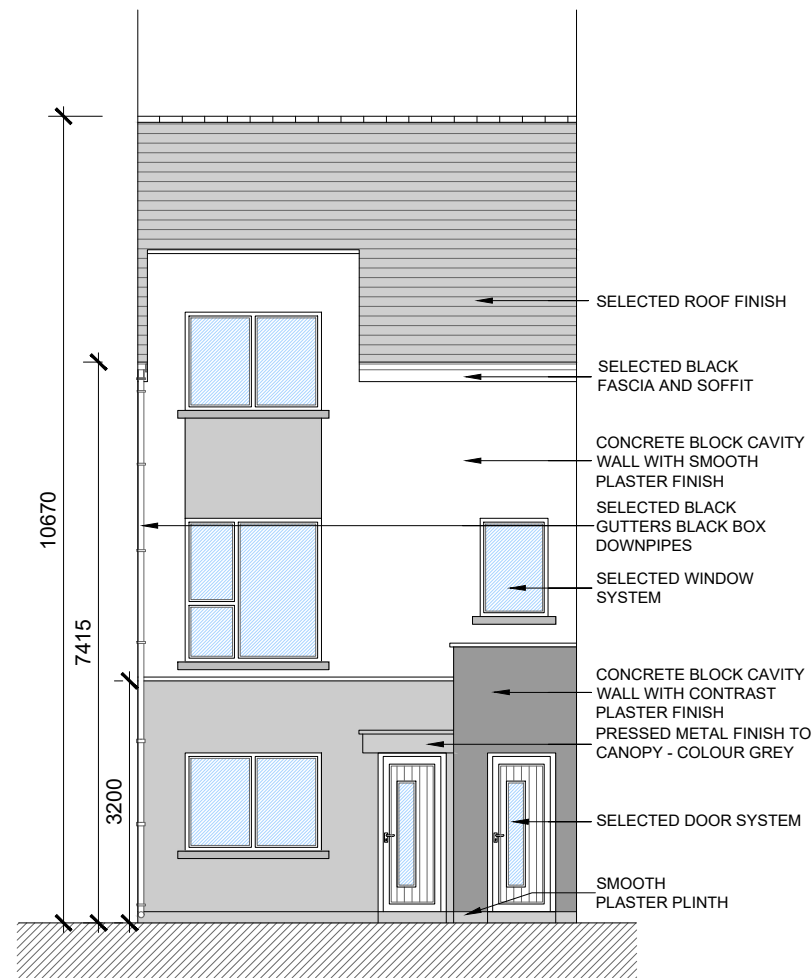 SELECTED ROOF FINISH
SELECTED BLACK
FASCIA AND SOFFIT
CONCRETE BLOCK CAVITY
WALL WITH SMOOTH
PLASTER FINISH
SELECTED BLACK
GUTTERS BLACK BOX
DOWNPIPES
SELECTED WINDOW
SYSTEM
CONCRETE BLOCK CAVITY
WALL WITH CONTRAST
PLASTER FINISH
PRESSED METAL FINISH TO
CANOPY - COLOUR GREY
SELECTED DOOR SYSTEM
SMOOTH
PLASTER PLINTH
10670
7415
3200